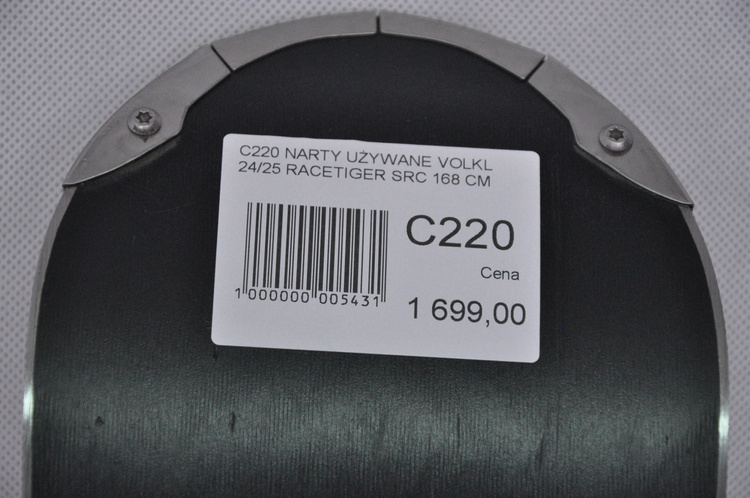 C220 NARTY UŻYWANE VOLKL
24/25 RACETIGER SRC 168 CM
C220
Cena
1 699,00
1 000000 005431